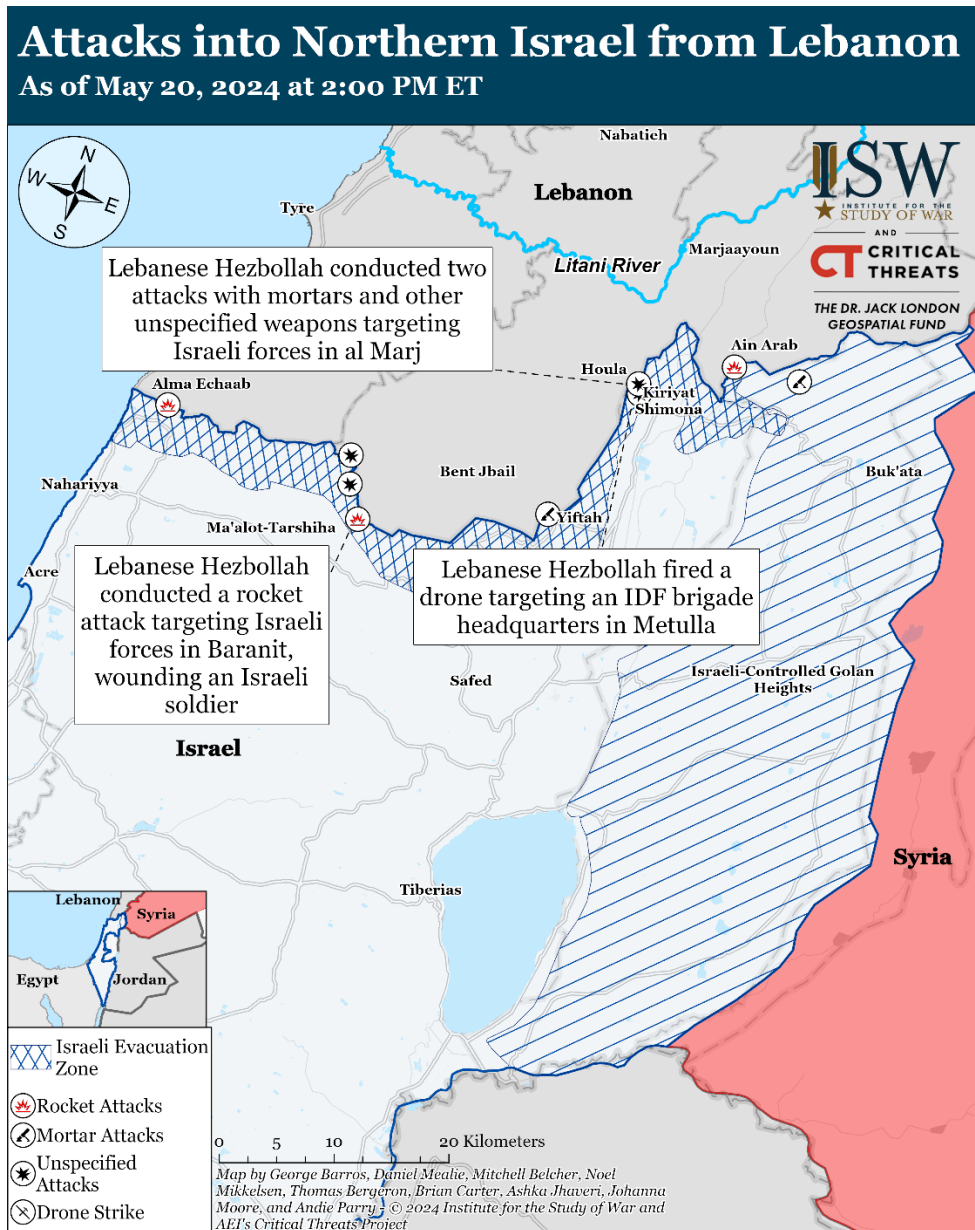 Attacks into Northern Israel from Lebanon
As of May 20, 2024 at 2:00 PM ET
N
W
E
S
Nabatieh
Lebanon
ISW
INSTITUTE FOR THE
STUDY OF WAR
AND
CT CRITICAL
THREATS
THE DR. JACK LONDON
GEOSPATIAL FUND
Tyre
Marjaayoun
Litani River
Lebanese Hezbollah conducted two
attacks with mortars and other
unspecified weapons targeting
Israeli forces in al Marj
Ain Arab
Houla
Alma Echaab
Kiriyat
Shimona
Bent Jbail
Buk'ata
Nahariyya
Yiftah
Ma'alot-Tarshiha
Acre
Lebanese Hezbollah
conducted a rocket
attack targeting Israeli
forces in Baranit,
wounding an Israeli
soldier
Lebanese Hezbollah fired a
drone targeting an IDF brigade
headquarters in Metulla
Safed
Israeli-Controlled Golan
Heights
Israel
Syria
Tiberias
Lebanon
Syria
Egypt
Jordan
Israeli Evacuation
Zone
Rocket Attacks
Mortar Attacks
Unspecified
Attacks
Drone Strike
0 5 10 20 Kilometers
Map by George Barros, Daniel Mealie, Mitchell Belcher, Noel
Mikkelsen, Thomas Bergeron, Brian Carter, Ashka Jhaveri, Johanna
Moore, and Andie Parry - © 2024 Institute for the Study of War and
AEI's Critical Threats Project